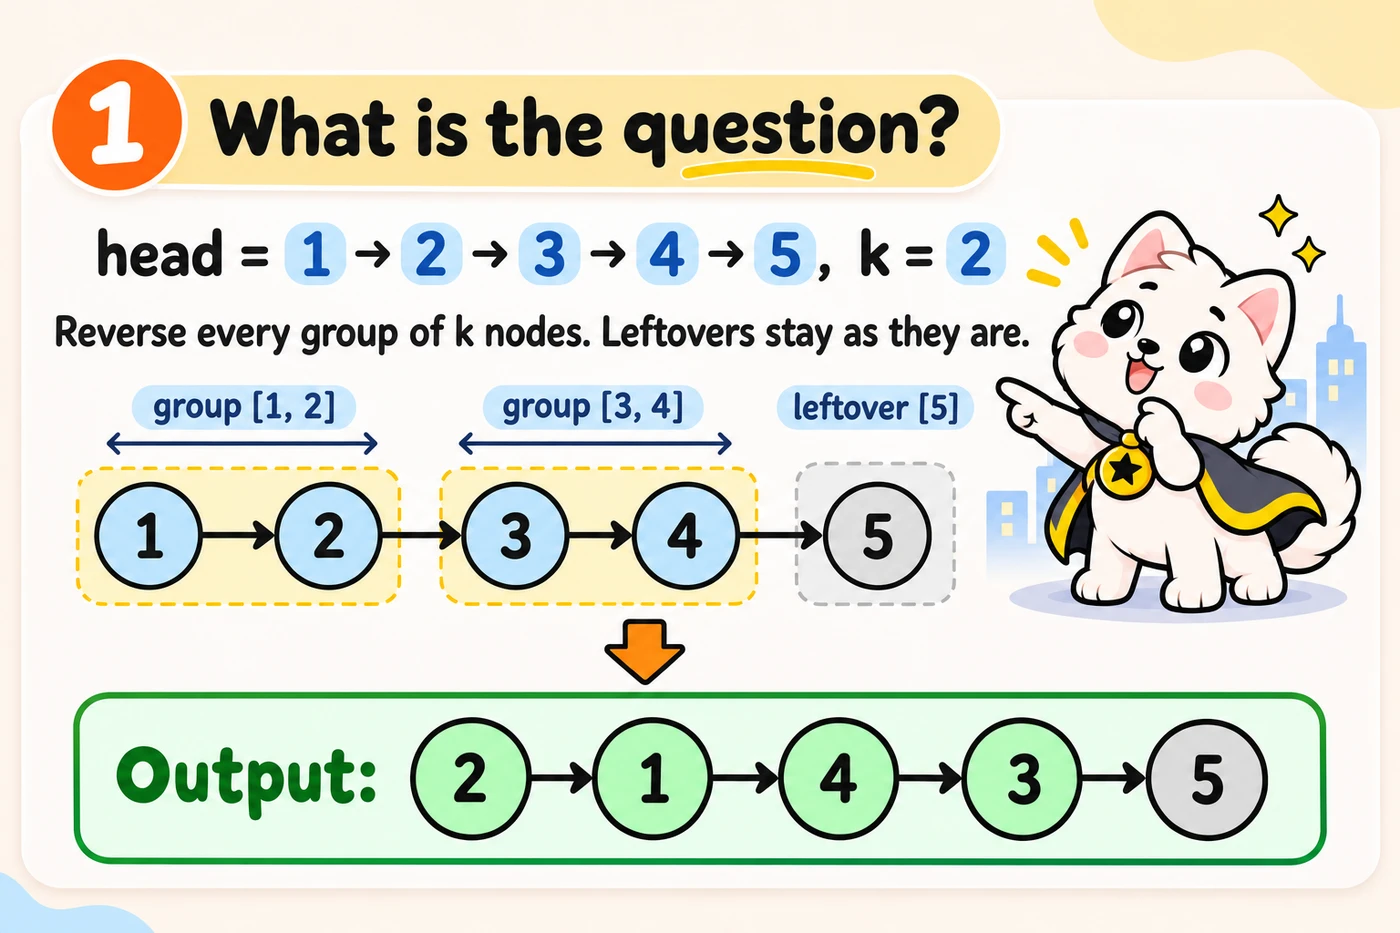 1
What is the question?
head = 1 → 2 → 3 → 4 → 5, k = 2
Reverse every group of k nodes. Leftovers stay as they are.
group [1, 2] group [3, 4] leftover [5]
1 2 3 4 5
Output: 2 1 4 3 5